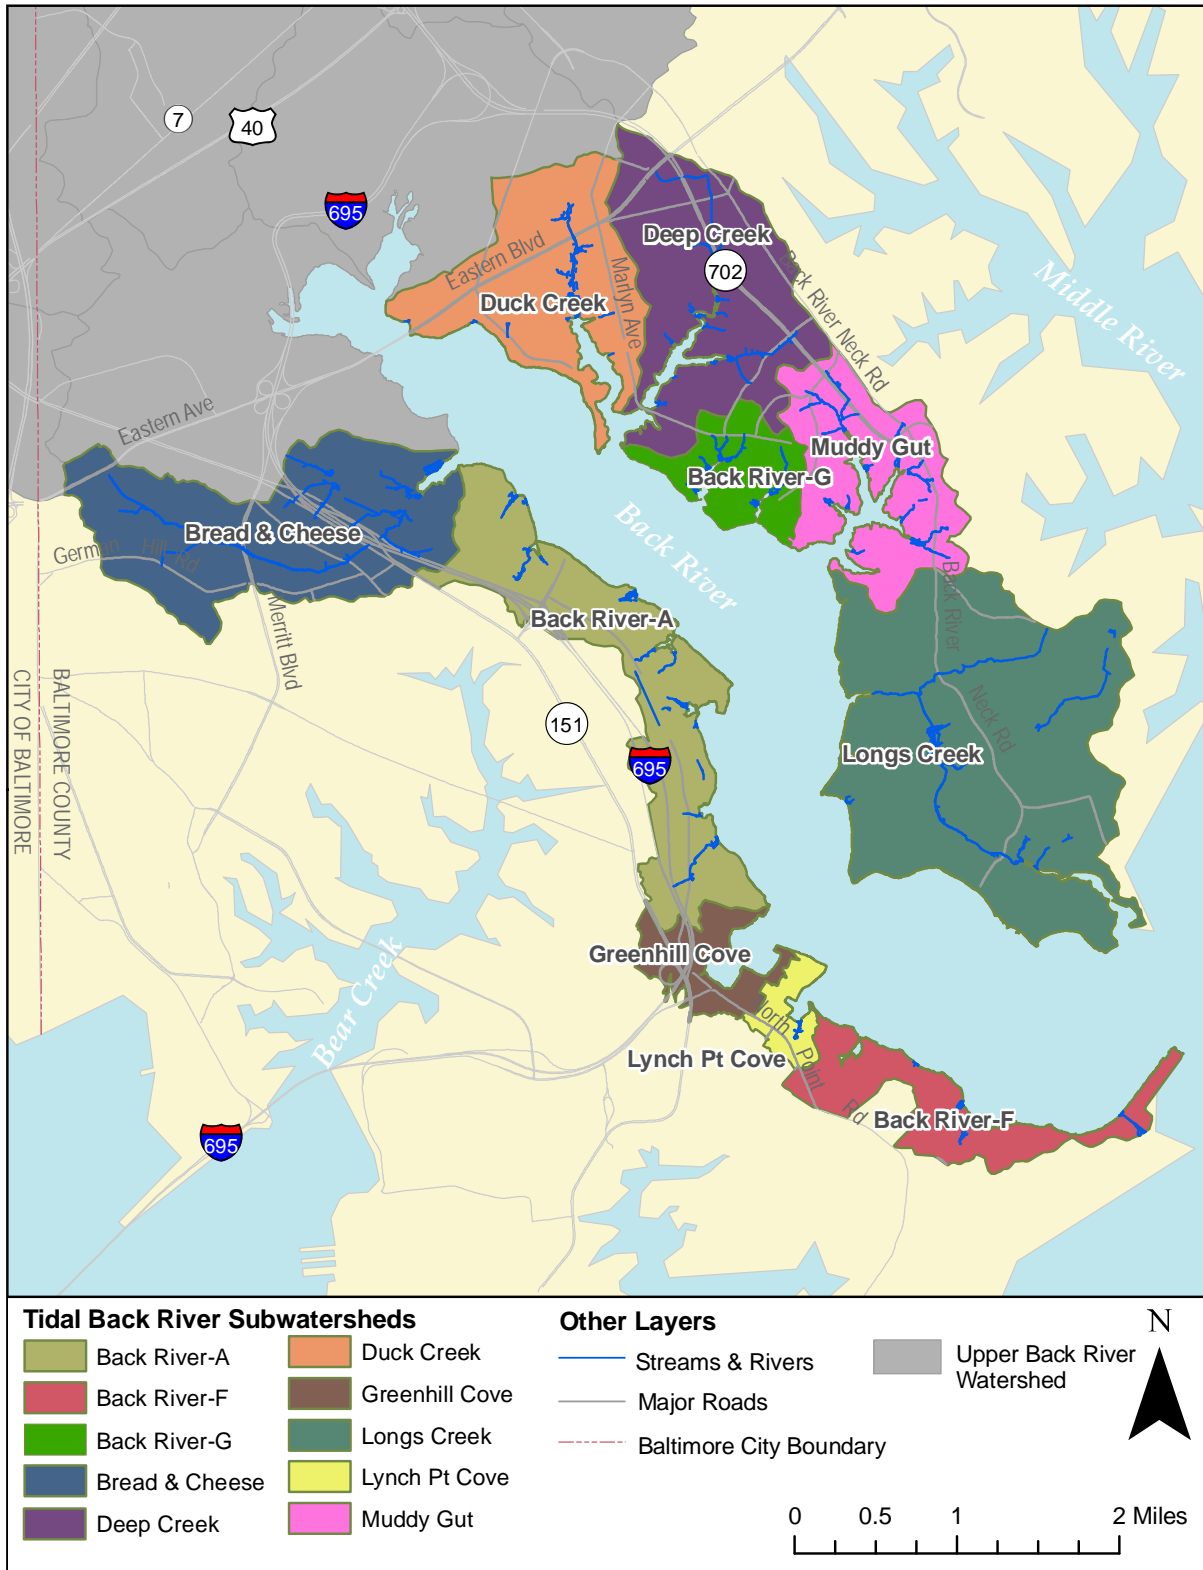 7
40
695
Deep Creek
702
Eastern Blvd
Duck Creek
Marlyn Ave
Back River Neck Rd
Middle River
Eastern Ave
Muddy Gut
Back River-G
Bread & Cheese
German Hill Rd
Back River
Back River-A
Merritt Blvd
Back River
Neck Rd
BALTIMORE COUNTY
CITY OF BALTIMORE
151
695
Longs Creek
Greenhill Cove
Bear Creek
North Point Rd
Lynch Pt Cove
Back River-F
695
Tidal Back River Subwatersheds
Back River-A
Back River-F
Back River-G
Bread & Cheese
Deep Creek
Duck Creek
Greenhill Cove
Longs Creek
Lynch Pt Cove
Muddy Gut
Other Layers
Streams & Rivers
Major Roads
Baltimore City Boundary
Upper Back River
Watershed
N
0 0.5 1 2 Miles